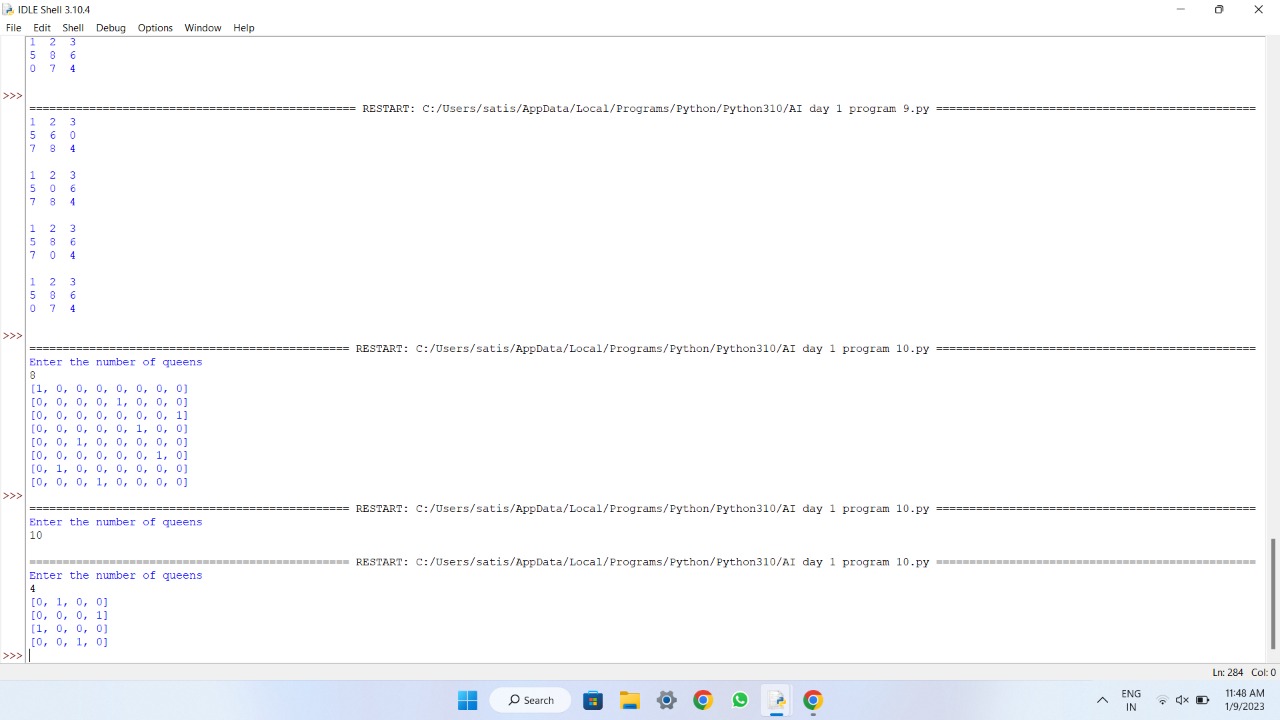 IDLE Shell 3.10.4
File Edit Shell Debug Options Window Help
1 2 3
5 8 6
0 7 4
>>>
================================================= RESTART: C:/Users/satis/AppData/Local/Programs/Python/Python310/AI day 1 program 9.py ================================================
1 2 3
5 6 0
7 8 4
1 2 3
5 0 6
7 8 4
1 2 3
5 8 6
7 0 4
1 2 3
5 8 6
0 7 4
>>>
================================================ RESTART: C:/Users/satis/AppData/Local/Programs/Python/Python310/AI day 1 program 10.py ================================================
Enter the number of queens
8
[1, 0, 0, 0, 0, 0, 0, 0]
[0, 0, 0, 0, 1, 0, 0, 0]
[0, 0, 0, 0, 0, 0, 0, 1]
[0, 0, 0, 0, 0, 1, 0, 0]
[0, 0, 1, 0, 0, 0, 0, 0]
[0, 0, 0, 0, 0, 0, 1, 0]
[0, 1, 0, 0, 0, 0, 0, 0]
[0, 0, 0, 1, 0, 0, 0, 0]
>>>
================================================ RESTART: C:/Users/satis/AppData/Local/Programs/Python/Python310/AI day 1 program 10.py ================================================
Enter the number of queens
10
================================================ RESTART: C:/Users/satis/AppData/Local/Programs/Python/Python310/AI day 1 program 10.py ================================================
Enter the number of queens
4
[0, 1, 0, 0]
[0, 0, 0, 1]
[1, 0, 0, 0]
[0, 0, 1, 0]
>>>
Ln: 284 Col: 0
Search
ENG
IN
11:48 AM
1/9/2023